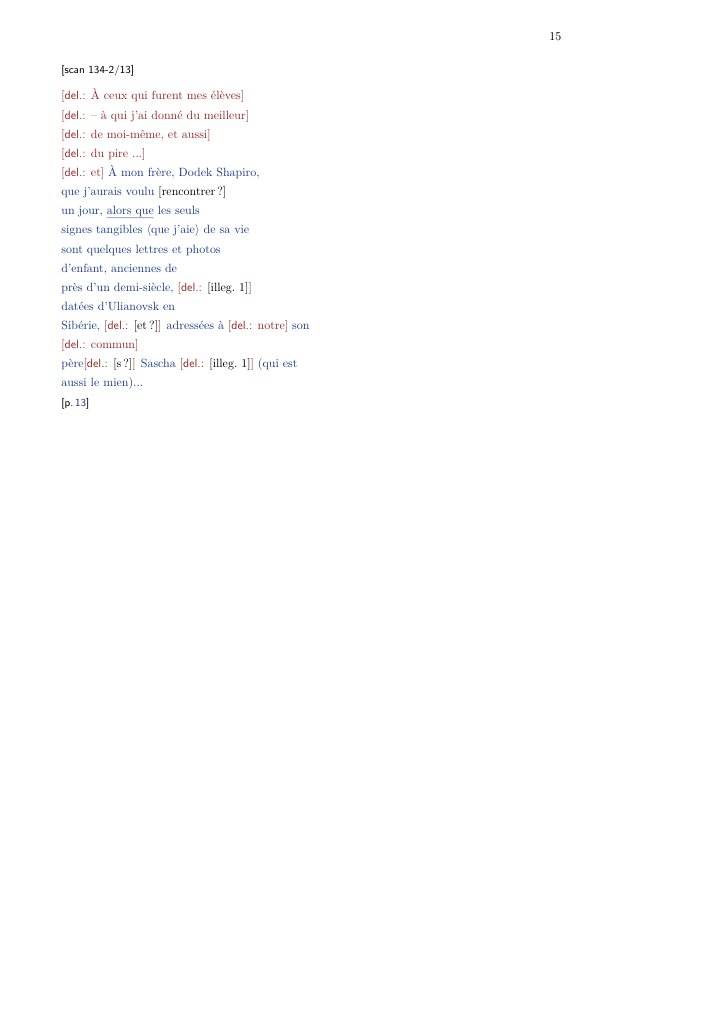 15
[scan 134-2/13]
[del.: À ceux qui furent mes élèves]
[del.: – à qui j'ai donné du meilleur]
[del.: de moi-même, et aussi]
[del.: du pire ...]
[del.: et] À mon frère, Dodek Shapiro,
que j'aurais voulu [rencontrer ?]
un jour, alors que les seuls
signes tangibles ⟨que j'aie⟩ de sa vie
sont quelques lettres et photos
d'enfant, anciennes de
près d'un demi-siècle, [del.: [illeg. 1]]
datées d'Ulianovsk en
Sibérie, [del.: [et ?]] adressées à [del.: notre] son
[del.: commun]
père[del.: [s ?]] Sascha [del.: [illeg. 1]] (qui est
aussi le mien)...
[p. 13]